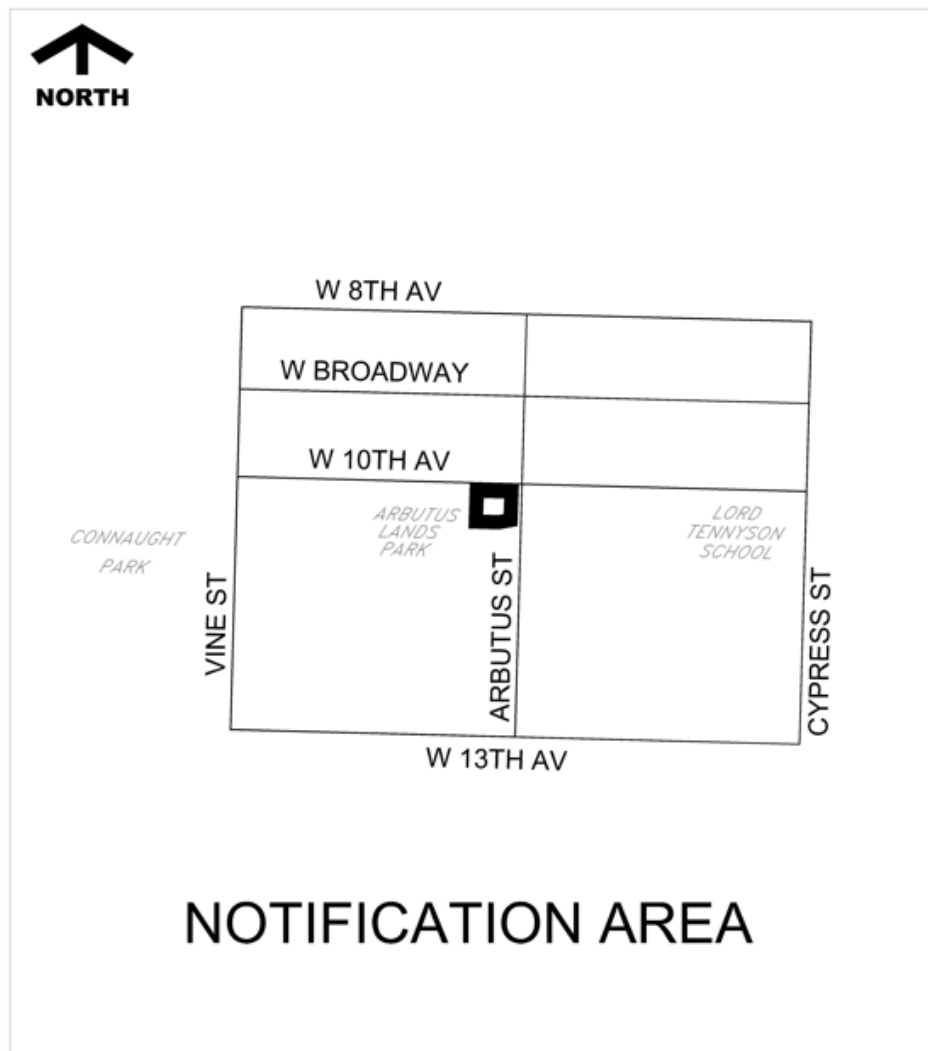 NORTH
W 8TH AV
W BROADWAY
W 10TH AV
CONNAUGHT
PARK
ARBUTUS
LANDS
PARK
LORD
TENNYSON
SCHOOL
VINE ST
ARBUTUS ST
CYPRESS ST
W 13TH AV
NOTIFICATION AREA